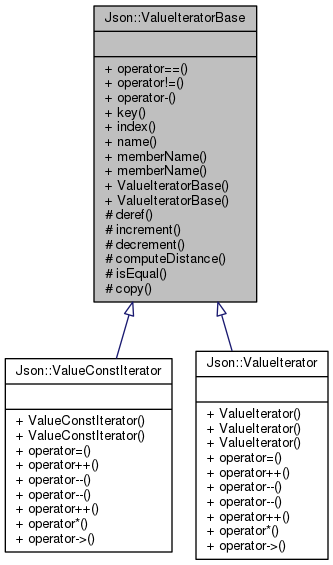 Json::ValueIteratorBase
+ operator==()
+ operator!=()
+ operator-()
+ key()
+ index()
+ name()
+ memberName()
+ memberName()
+ ValueIteratorBase()
+ ValueIteratorBase()
# deref()
# increment()
# decrement()
# computeDistance()
# isEqual()
# copy()
Json::ValueConstIterator
+ ValueConstIterator()
+ ValueConstIterator()
+ operator=()
+ operator++()
+ operator--()
+ operator--()
+ operator++()
+ operator*()
+ operator->()
Json::ValueIterator
+ ValueIterator()
+ ValueIterator()
+ ValueIterator()
+ operator=()
+ operator++()
+ operator--()
+ operator--()
+ operator++()
+ operator*()
+ operator->()